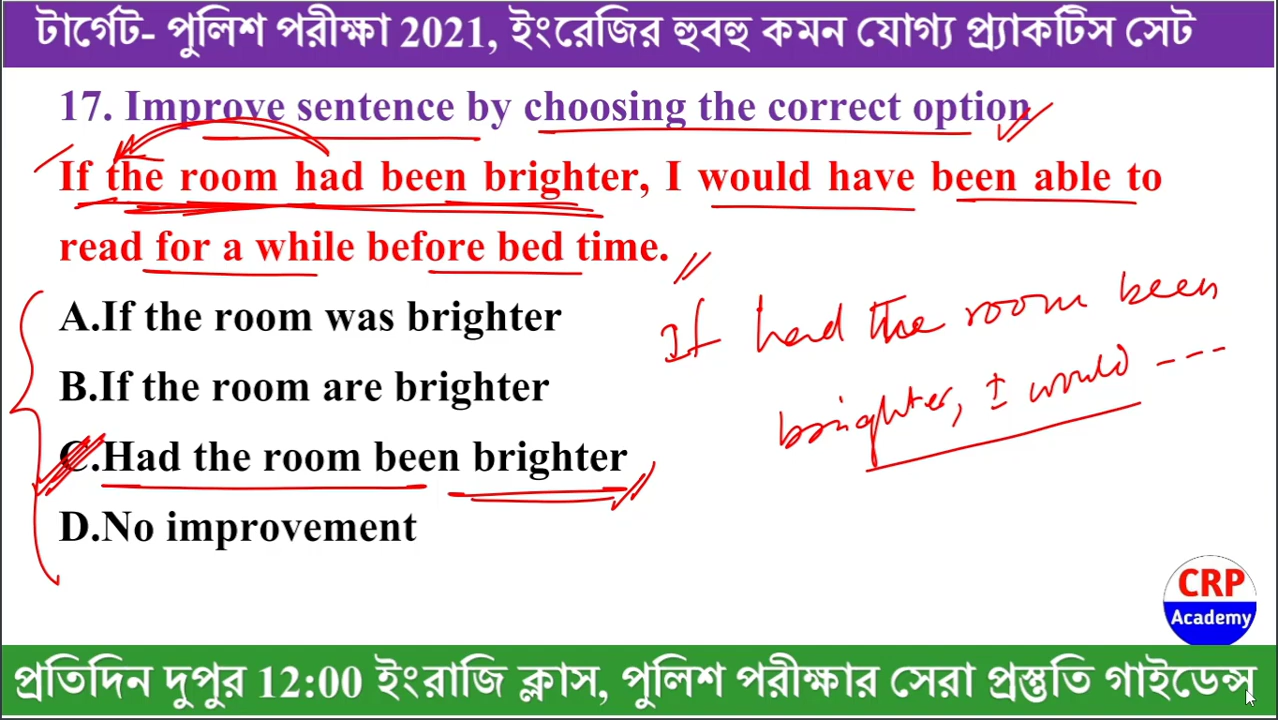 টার্গেট- পুলিশ পরীক্ষা 2021, ইংরেজির হুবহু কমন যোগ্য প্র্যাকটিস সেট
17. Improve sentence by choosing the correct option
If the room had been brighter, I would have been able to
read for a while before bed time.
A.If the room was brighter
B.If the room are brighter
C.Had the room been brighter
D.No improvement
If had the room been
brighter, I would ---
CRP
Academy
প্রতিদিন দুপুর 12:00 ইংরাজি ক্লাস, পুলিশ পরীক্ষার সেরা প্রস্তুতি গাইডেন্স